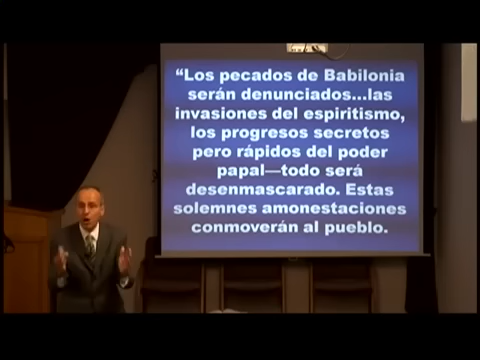 “Los pecados de Babilonia
serán denunciados...las
invasiones del espiritismo,
los progresos secretos
pero rápidos del poder
papal—todo será
desenmascarado. Estas
solemnes amonestaciones
conmoverán al pueblo.